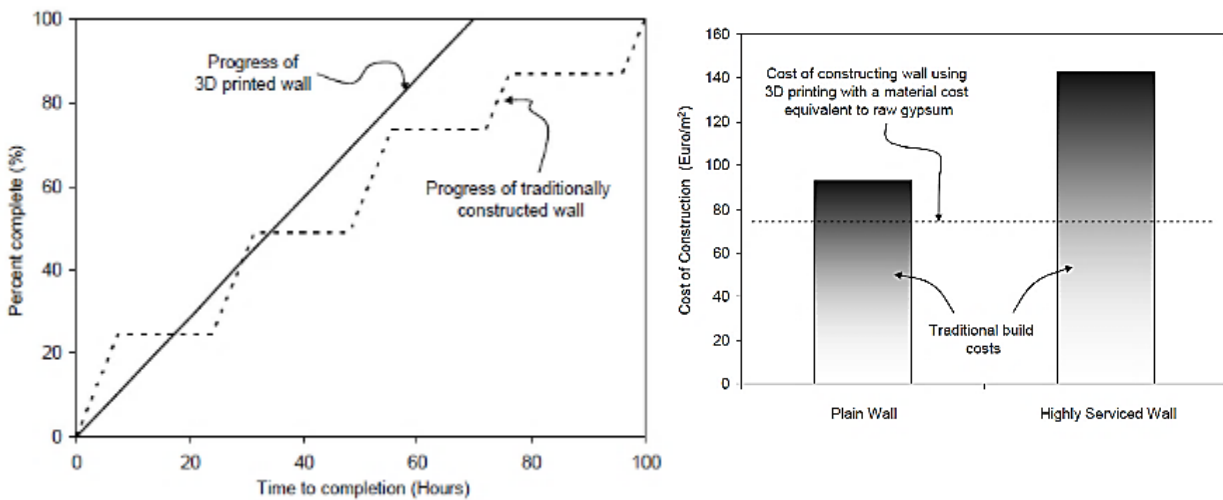 100
80
60
40
20
0
Percent complete (%)
Progress of
3D printed wall
Progress of traditionally
constructed wall
0 20 40 60 80 100
Time to completion (Hours)
160
140
120
100
80
60
40
20
0
Cost of Construction (Euro/m²)
Cost of constructing wall using
3D printing with a material cost
equivalent to raw gypsum
Traditional build
costs
Plain Wall Highly Serviced Wall